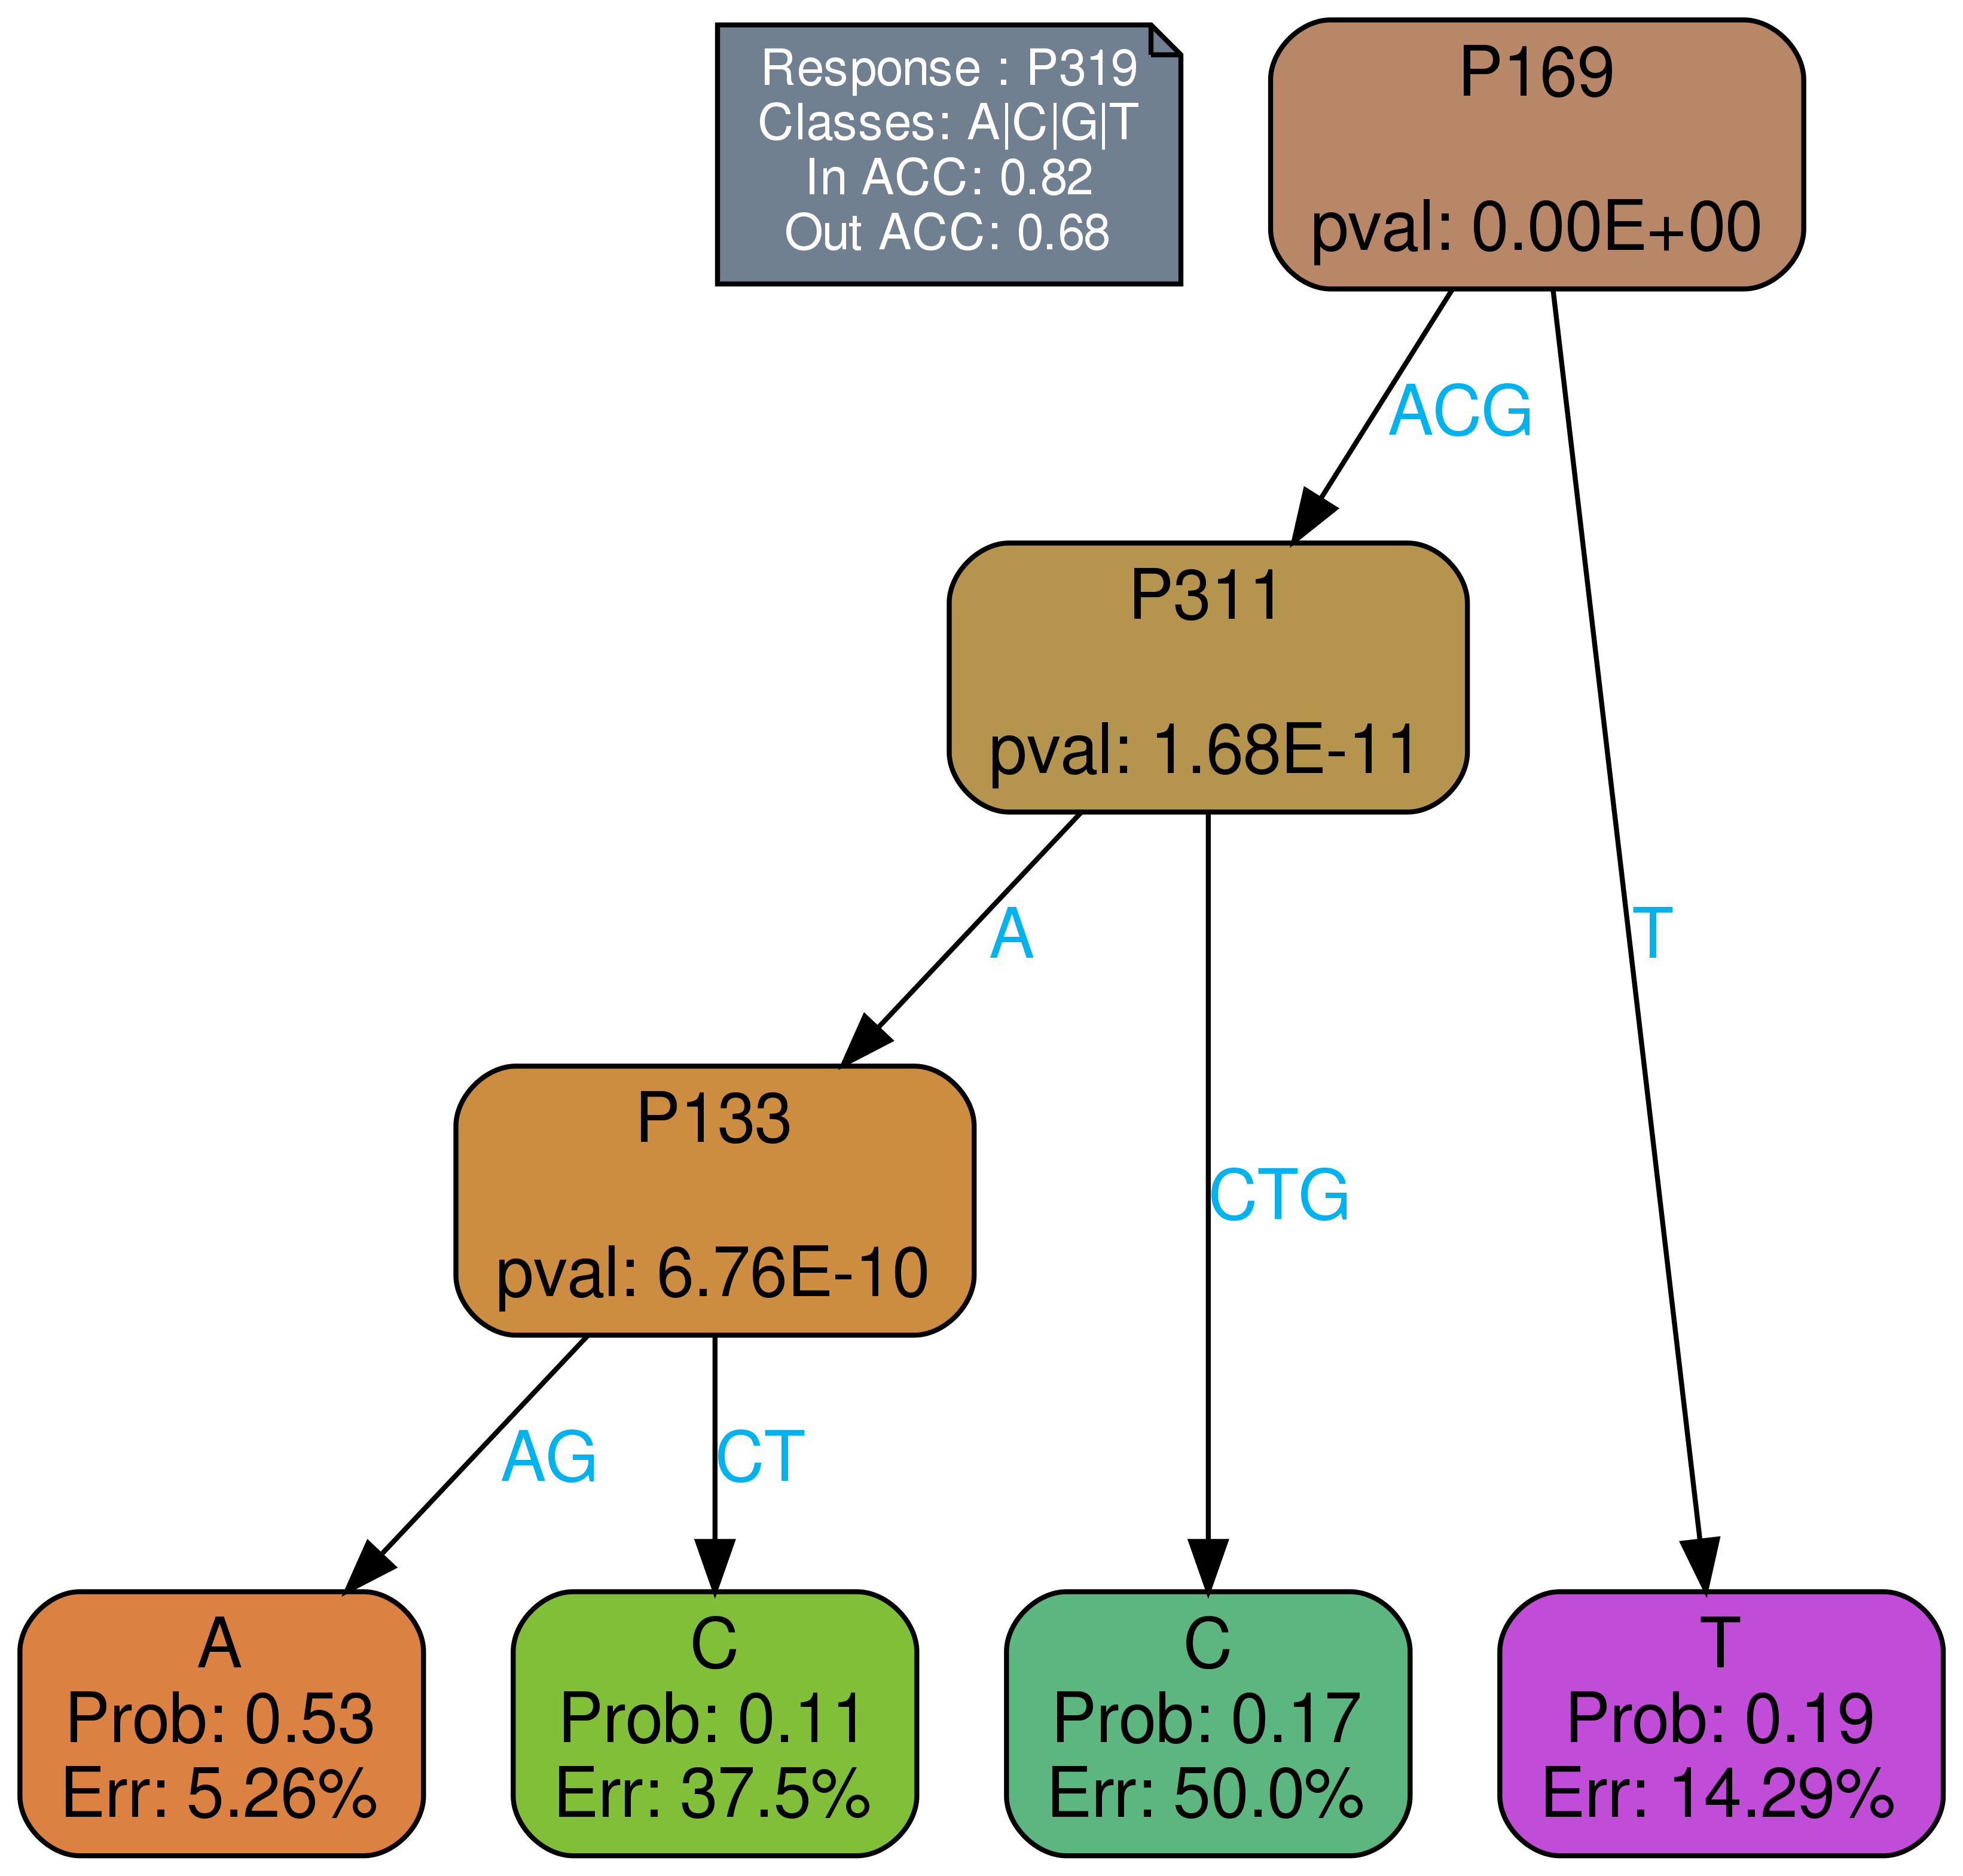 Response : P319
Classes: A|C|G|T
In ACC: 0.82
Out ACC: 0.68
P169
pval: 0.00E+00
ACG
P311
pval: 1.68E-11
A
T
P133
pval: 6.76E-10
CTG
AG
CT
A
Prob: 0.53
Err: 5.26%
C
Prob: 0.11
Err: 37.5%
C
Prob: 0.17
Err: 50.0%
T
Prob: 0.19
Err: 14.29%